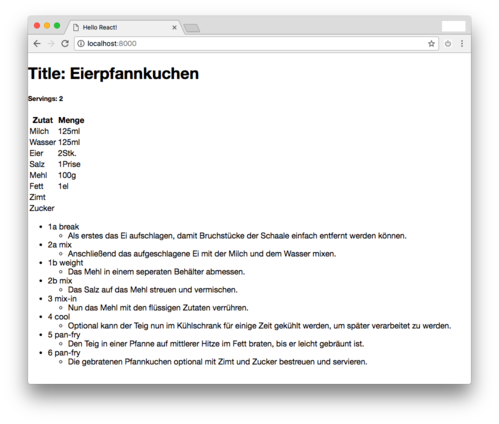 Hello React!
localhost:8000
Title: Eierpfannkuchen
Servings: 2
Zutat Menge
Milch 125ml
Wasser 125ml
Eier 2Stk.
Salz 1Prise
Mehl 100g
Fett 1el
Zimt
Zucker
1a break
Als erstes das Ei aufschlagen, damit Bruchstücke der Schaale einfach entfernt werden können.
2a mix
Anschließend das aufgeschlagene Ei mit der Milch und dem Wasser mixen.
1b weight
Das Mehl in einem seperaten Behälter abmessen.
2b mix
Das Salz auf das Mehl streuen und vermischen.
3 mix-in
Nun das Mehl mit den flüssigen Zutaten verrühren.
4 cool
Optional kann der Teig nun im Kühlschrank für einige Zeit gekühlt werden, um später verarbeitet zu werden.
5 pan-fry
Den Teig in einer Pfanne auf mittlerer Hitze im Fett braten, bis er leicht gebräunt ist.
6 pan-fry
Die gebratenen Pfannkuchen optional mit Zimt und Zucker bestreuen und servieren.